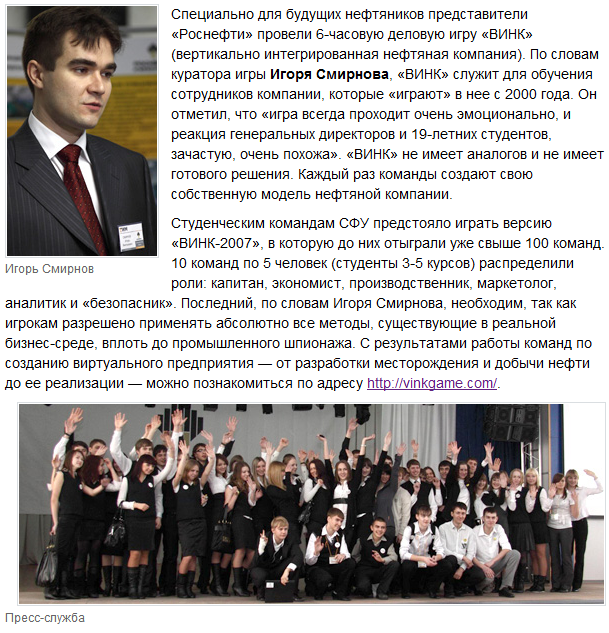 Специально для будущих нефтяников представители
«Роснефти» провели 6-часовую деловую игру «ВИНК»
(вертикально интегрированная нефтяная компания). По словам
куратора игры Игоря Смирнова, «ВИНК» служит для обучения
сотрудников компании, которые «играют» в нее с 2000 года. Он
отметил, что «игра всегда проходит очень эмоционально, и
реакция генеральных директоров и 19-летних студентов,
зачастую, очень похожа». «ВИНК» не имеет аналогов и не имеет
готового решения. Каждый раз команды создают свою
собственную модель нефтяной компании.
Игорь Смирнов
Студенческим командам СФУ предстояло играть версию
«ВИНК-2007», в которую до них отыграли уже свыше 100 команд.
10 команд по 5 человек (студенты 3-5 курсов) распределили
роли: капитан, экономист, производственник, маркетолог,
аналитик и «безопасник». Последний, по словам Игоря Смирнова, необходим, так как
игрокам разрешено применять абсолютно все методы, существующие в реальной
бизнес-среде, вплоть до промышленного шпионажа. С результатами работы команд по
созданию виртуального предприятия — от разработки месторождения и добычи нефти
до ее реализации — можно познакомиться по адресу http://vinkgame.com/.
Пресс-служба